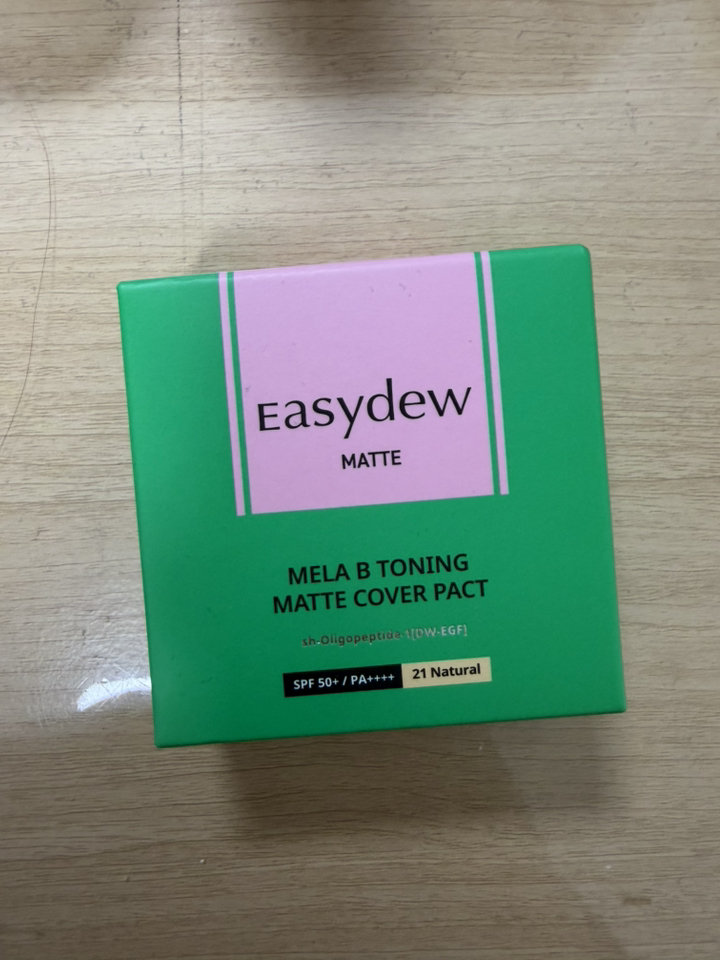 Easydew
MATTE
MELA B TONING
MATTE COVER PACT
sh-Oligopeptide-1[DW-EGF]
SPF 50+ / PA++++ 21 Natural